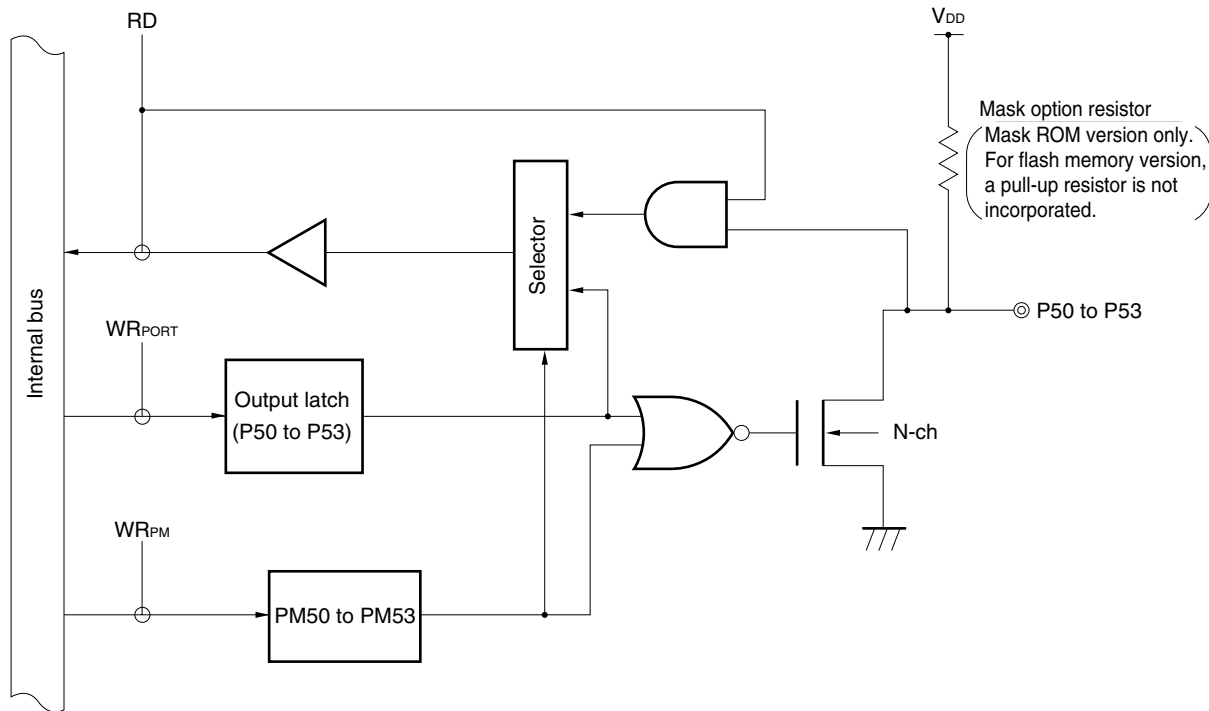 RD
VDD
Mask option resistor
Mask ROM version only.
For flash memory version,
a pull-up resistor is not
incorporated.
Selector
Internal bus
P50 to P53
WRPORT
Output latch
(P50 to P53)
N-ch
WRPM
PM50 to PM53